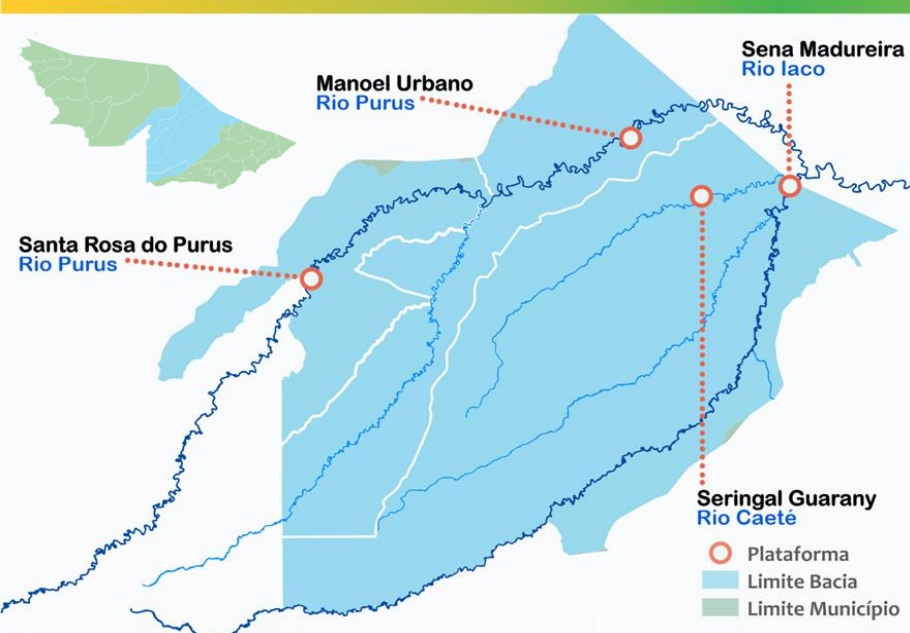 Sena Madureira
Rio Iaco
Manoel Urbano
Rio Purus
Santa Rosa do Purus
Rio Purus
Seringal Guarany
Rio Caeté
Plataforma
Limite Bacia
Limite Município